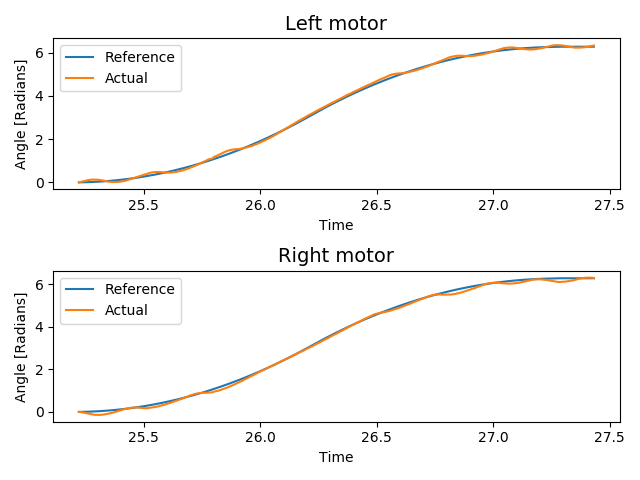 Left motor
Reference
Actual
Angle [Radians]
6
4
2
0
25.5 26.0 26.5 27.0 27.5
Time
Right motor
Reference
Actual
Angle [Radians]
6
4
2
0
25.5 26.0 26.5 27.0 27.5
Time